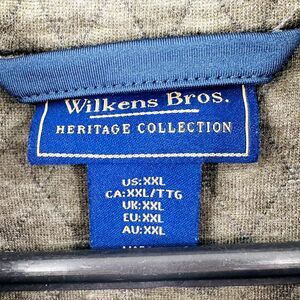 Wilkens Bros.
HERITAGE COLLECTION
US:XXL
CA:XXL/TTG
UK:XXL
EU:XXL
AU:XXL